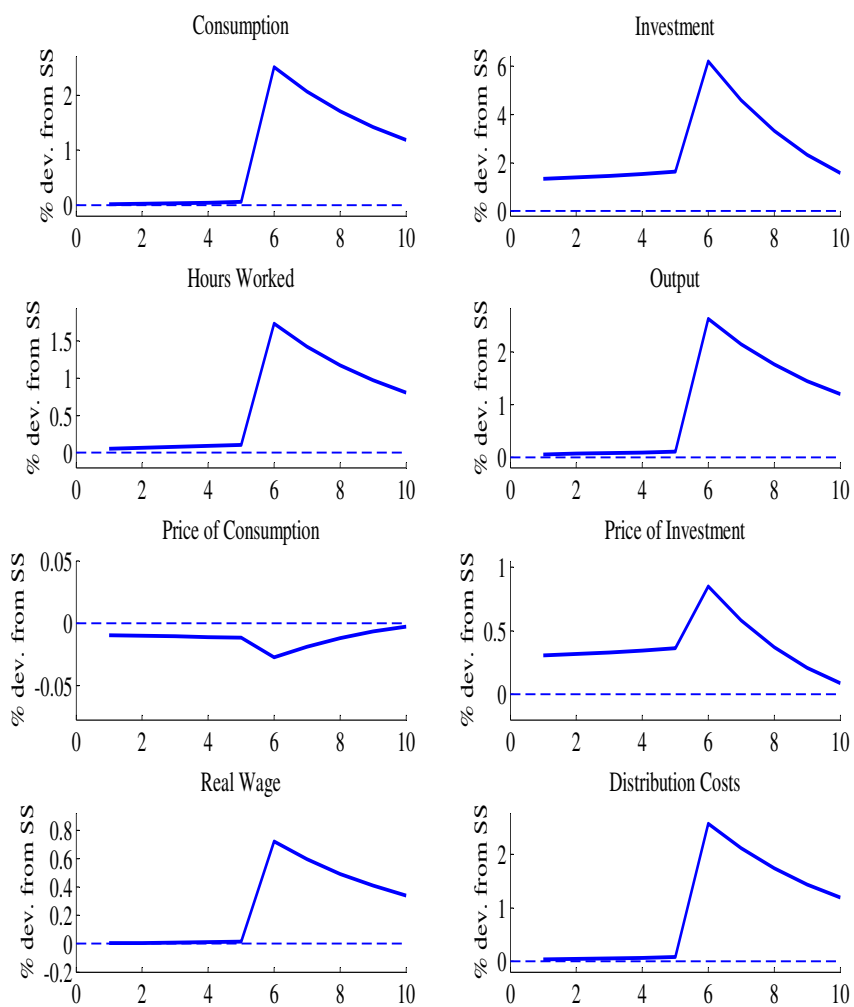 Consumption
% dev. from SS
2
1
0
0 2 4 6 8 10
Investment
% dev. from SS
6
4
2
0
0 2 4 6 8 10
Hours Worked
% dev. from SS
1.5
1
0.5
0
0 2 4 6 8 10
Output
% dev. from SS
2
1
0
0 2 4 6 8 10
Price of Consumption
% dev. from SS
0.05
0
-0.05
0 2 4 6 8 10
Price of Investment
% dev. from SS
1
0.5
0
0 2 4 6 8 10
Real Wage
% dev. from SS
0.8
0.6
0.4
0.2
0
-0.2
0 2 4 6 8 10
Distribution Costs
% dev. from SS
2
1
0
0 2 4 6 8 10